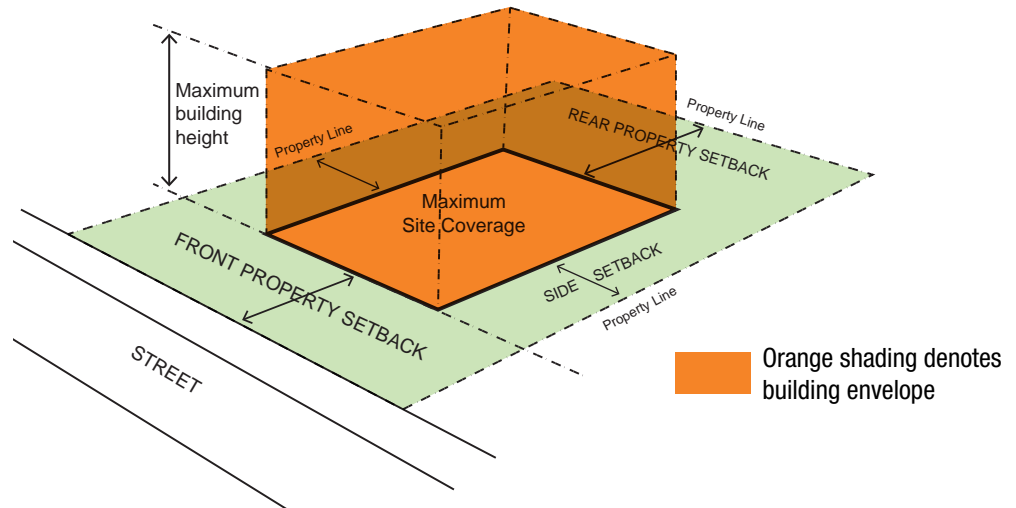 Maximum
building
height
Property Line
Property Line
REAR PROPERTY SETBACK
Maximum
Site Coverage
FRONT PROPERTY SETBACK
SIDE SETBACK
Property Line
STREET
Orange shading denotes
building envelope